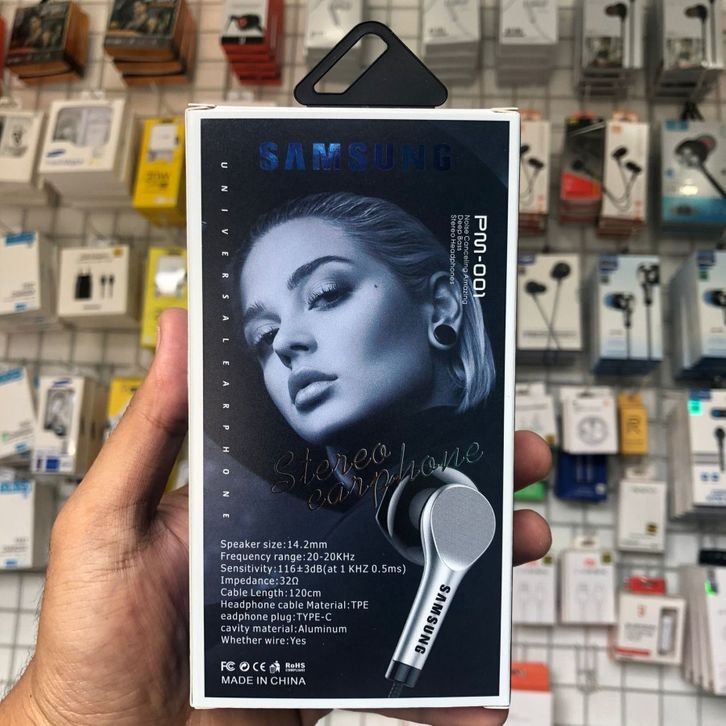 SAMSUNG
UNIVERSAL EARPHONE
PM-001
Noise Canceling Amazing
Deep Bass
Stereo Headphones
Stereo
earphone
Speaker size:14.2mm
Frequency range:20-20KHz
Sensitivity:116±3dB(at 1 KHZ 0.5ms)
Impedance:32Ω
Cable Length:120cm
Headphone cable Material:TPE
eadphone plug:TYPE-C
cavity material:Aluminum
Whether wire:Yes
SAMSUNG
FC CE RoHS
COMPLIANT
MADE IN CHINA